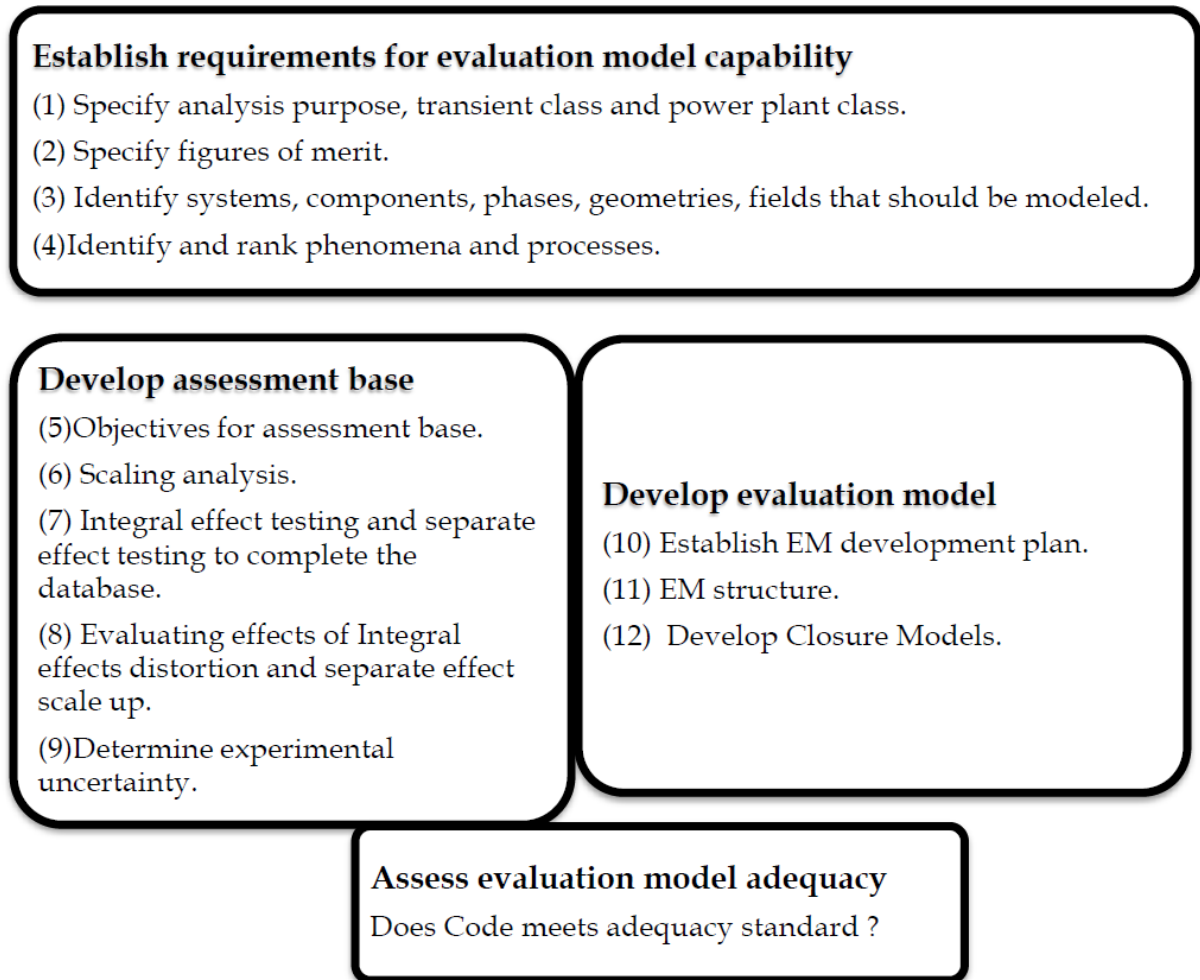 Establish requirements for evaluation model capability
(1) Specify analysis purpose, transient class and power plant class.
(2) Specify figures of merit.
(3) Identify systems, components, phases, geometries, fields that should be modeled.
(4)Identify and rank phenomena and processes.
Develop assessment base
(5)Objectives for assessment base.
(6) Scaling analysis.
(7) Integral effect testing and separate
effect testing to complete the
database.
(8) Evaluating effects of Integral
effects distortion and separate effect
scale up.
(9)Determine experimental
uncertainty.
Develop evaluation model
(10) Establish EM development plan.
(11) EM structure.
(12) Develop Closure Models.
Assess evaluation model adequacy
Does Code meets adequacy standard ?